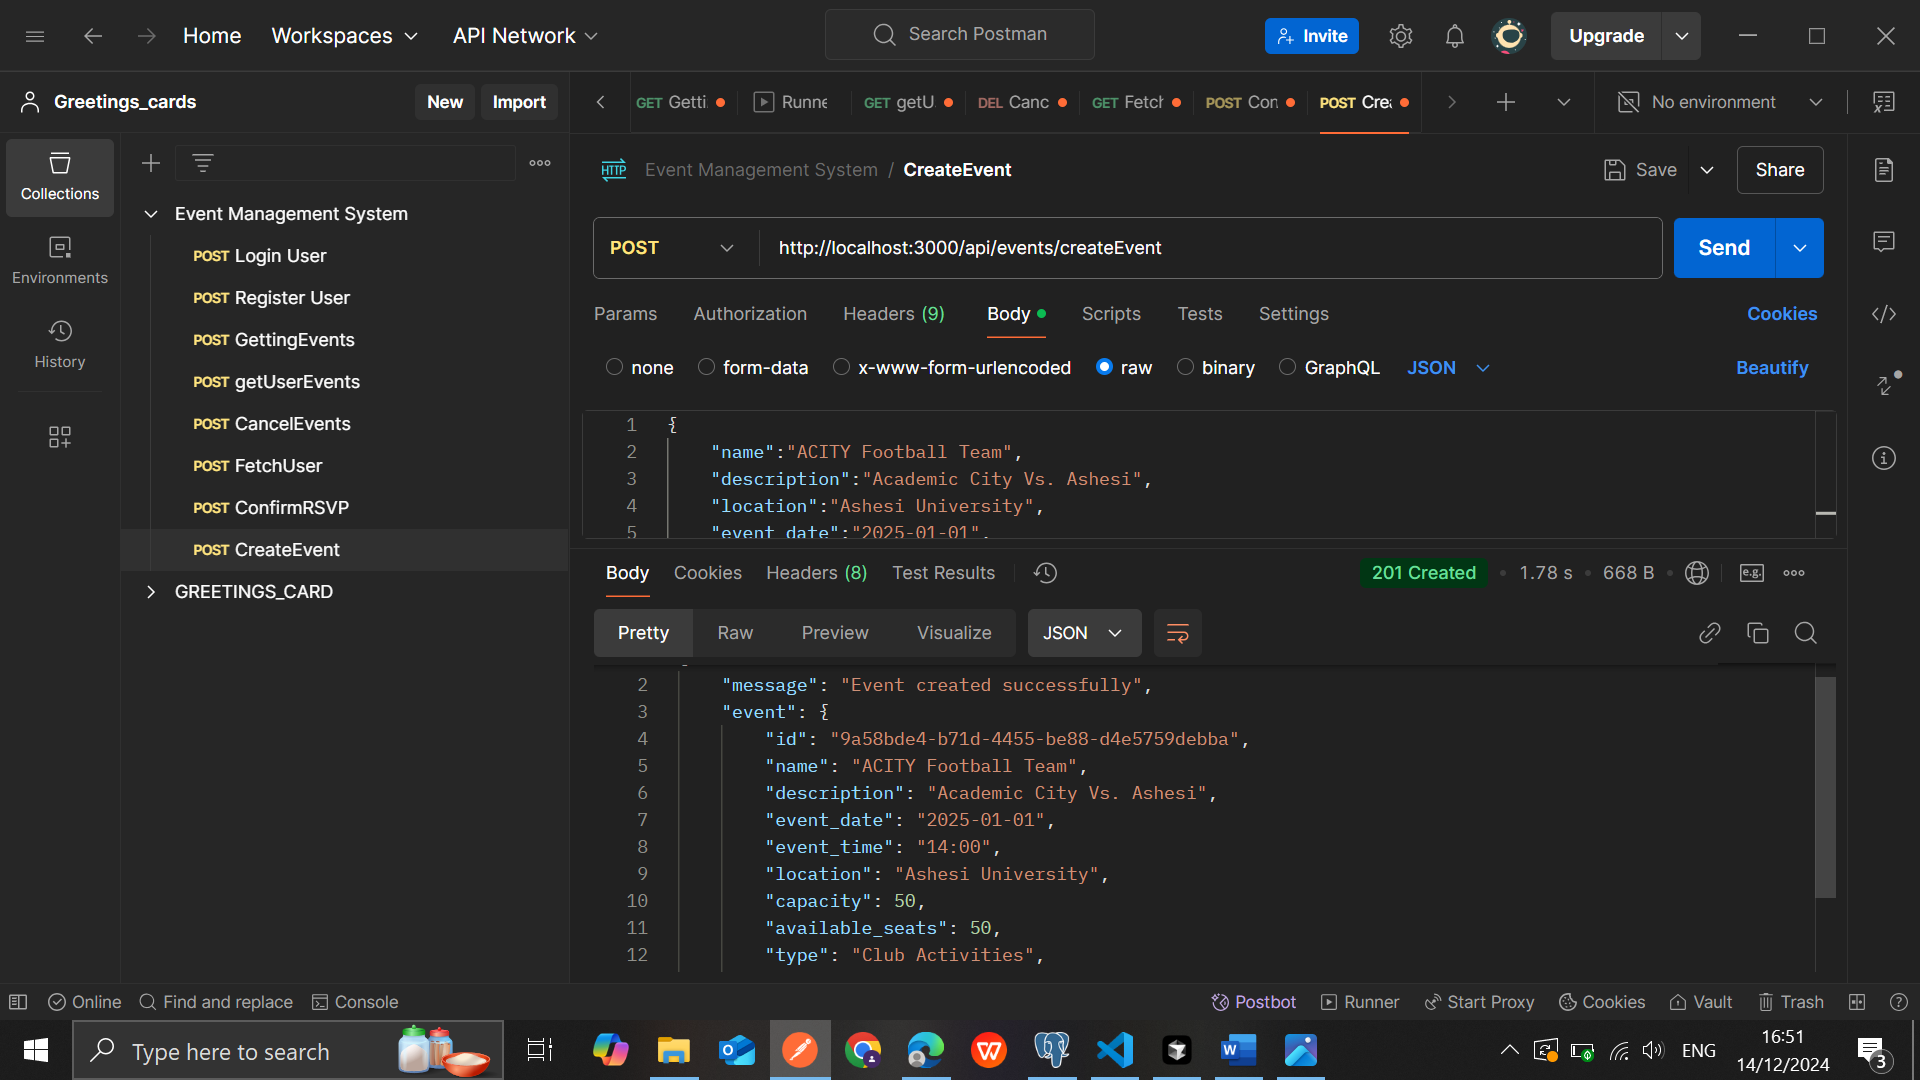 Home Workspaces API Network Search Postman Invite Upgrade
Greetings_cards New Import GET Getti Runne GET getU DEL Canc GET Fetch POST Con POST Crea No environment
Collections
Environments
History
Event Management System
POST Login User
POST Register User
POST GettingEvents
POST getUserEvents
POST CancelEvents
POST FetchUser
POST ConfirmRSVP
POST CreateEvent
GREETINGS_CARD
HTTP Event Management System / CreateEvent Save Share
POST http://localhost:3000/api/events/createEvent Send
Params Authorization Headers (9) Body Scripts Tests Settings Cookies
none form-data x-www-form-urlencoded raw binary GraphQL JSON Beautify
1 {
2 "name":"ACITY Football Team",
3 "description":"Academic City Vs. Ashesi",
4 "location":"Ashesi University",
5 "event_date":"2025-01-01",
Body Cookies Headers (8) Test Results 201 Created 1.78 s 668 B e.g.
Pretty Raw Preview Visualize JSON
2 "message": "Event created successfully",
3 "event": {
4 "id": "9a58bde4-b71d-4455-be88-d4e5759debba",
5 "name": "ACITY Football Team",
6 "description": "Academic City Vs. Ashesi",
7 "event_date": "2025-01-01",
8 "event_time": "14:00",
9 "location": "Ashesi University",
10 "capacity": 50,
11 "available_seats": 50,
12 "type": "Club Activities",
Online Find and replace Console Postbot Runner Start Proxy Cookies Vault Trash
Type here to search ENG 16:51
14/12/2024 3